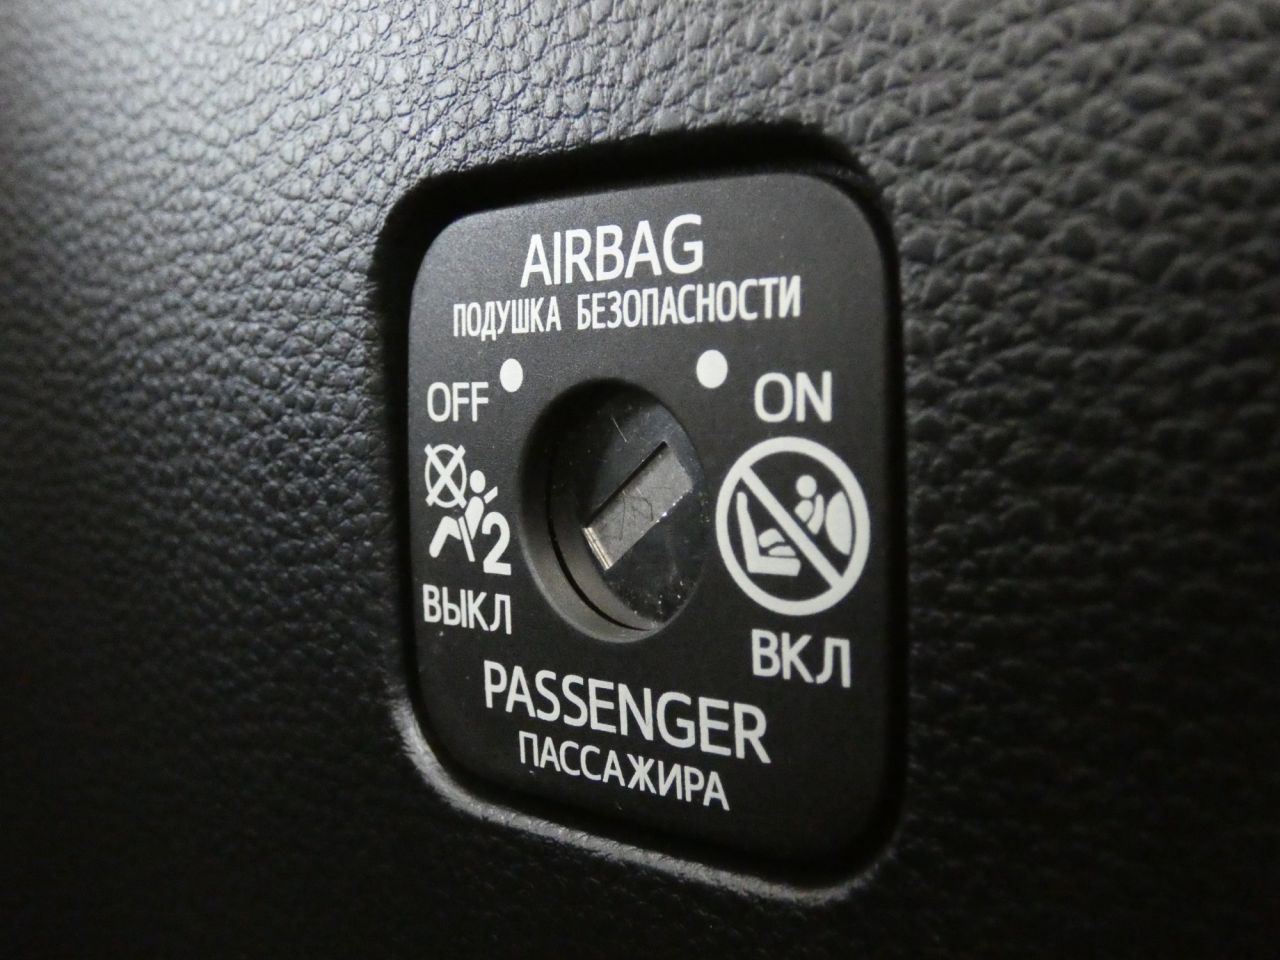 AIRBAG
ПОДУШКА БЕЗОПАСНОСТИ
OFF
ON
2
ВЫКЛ
ВКЛ
PASSENGER
ПАССАЖИРА